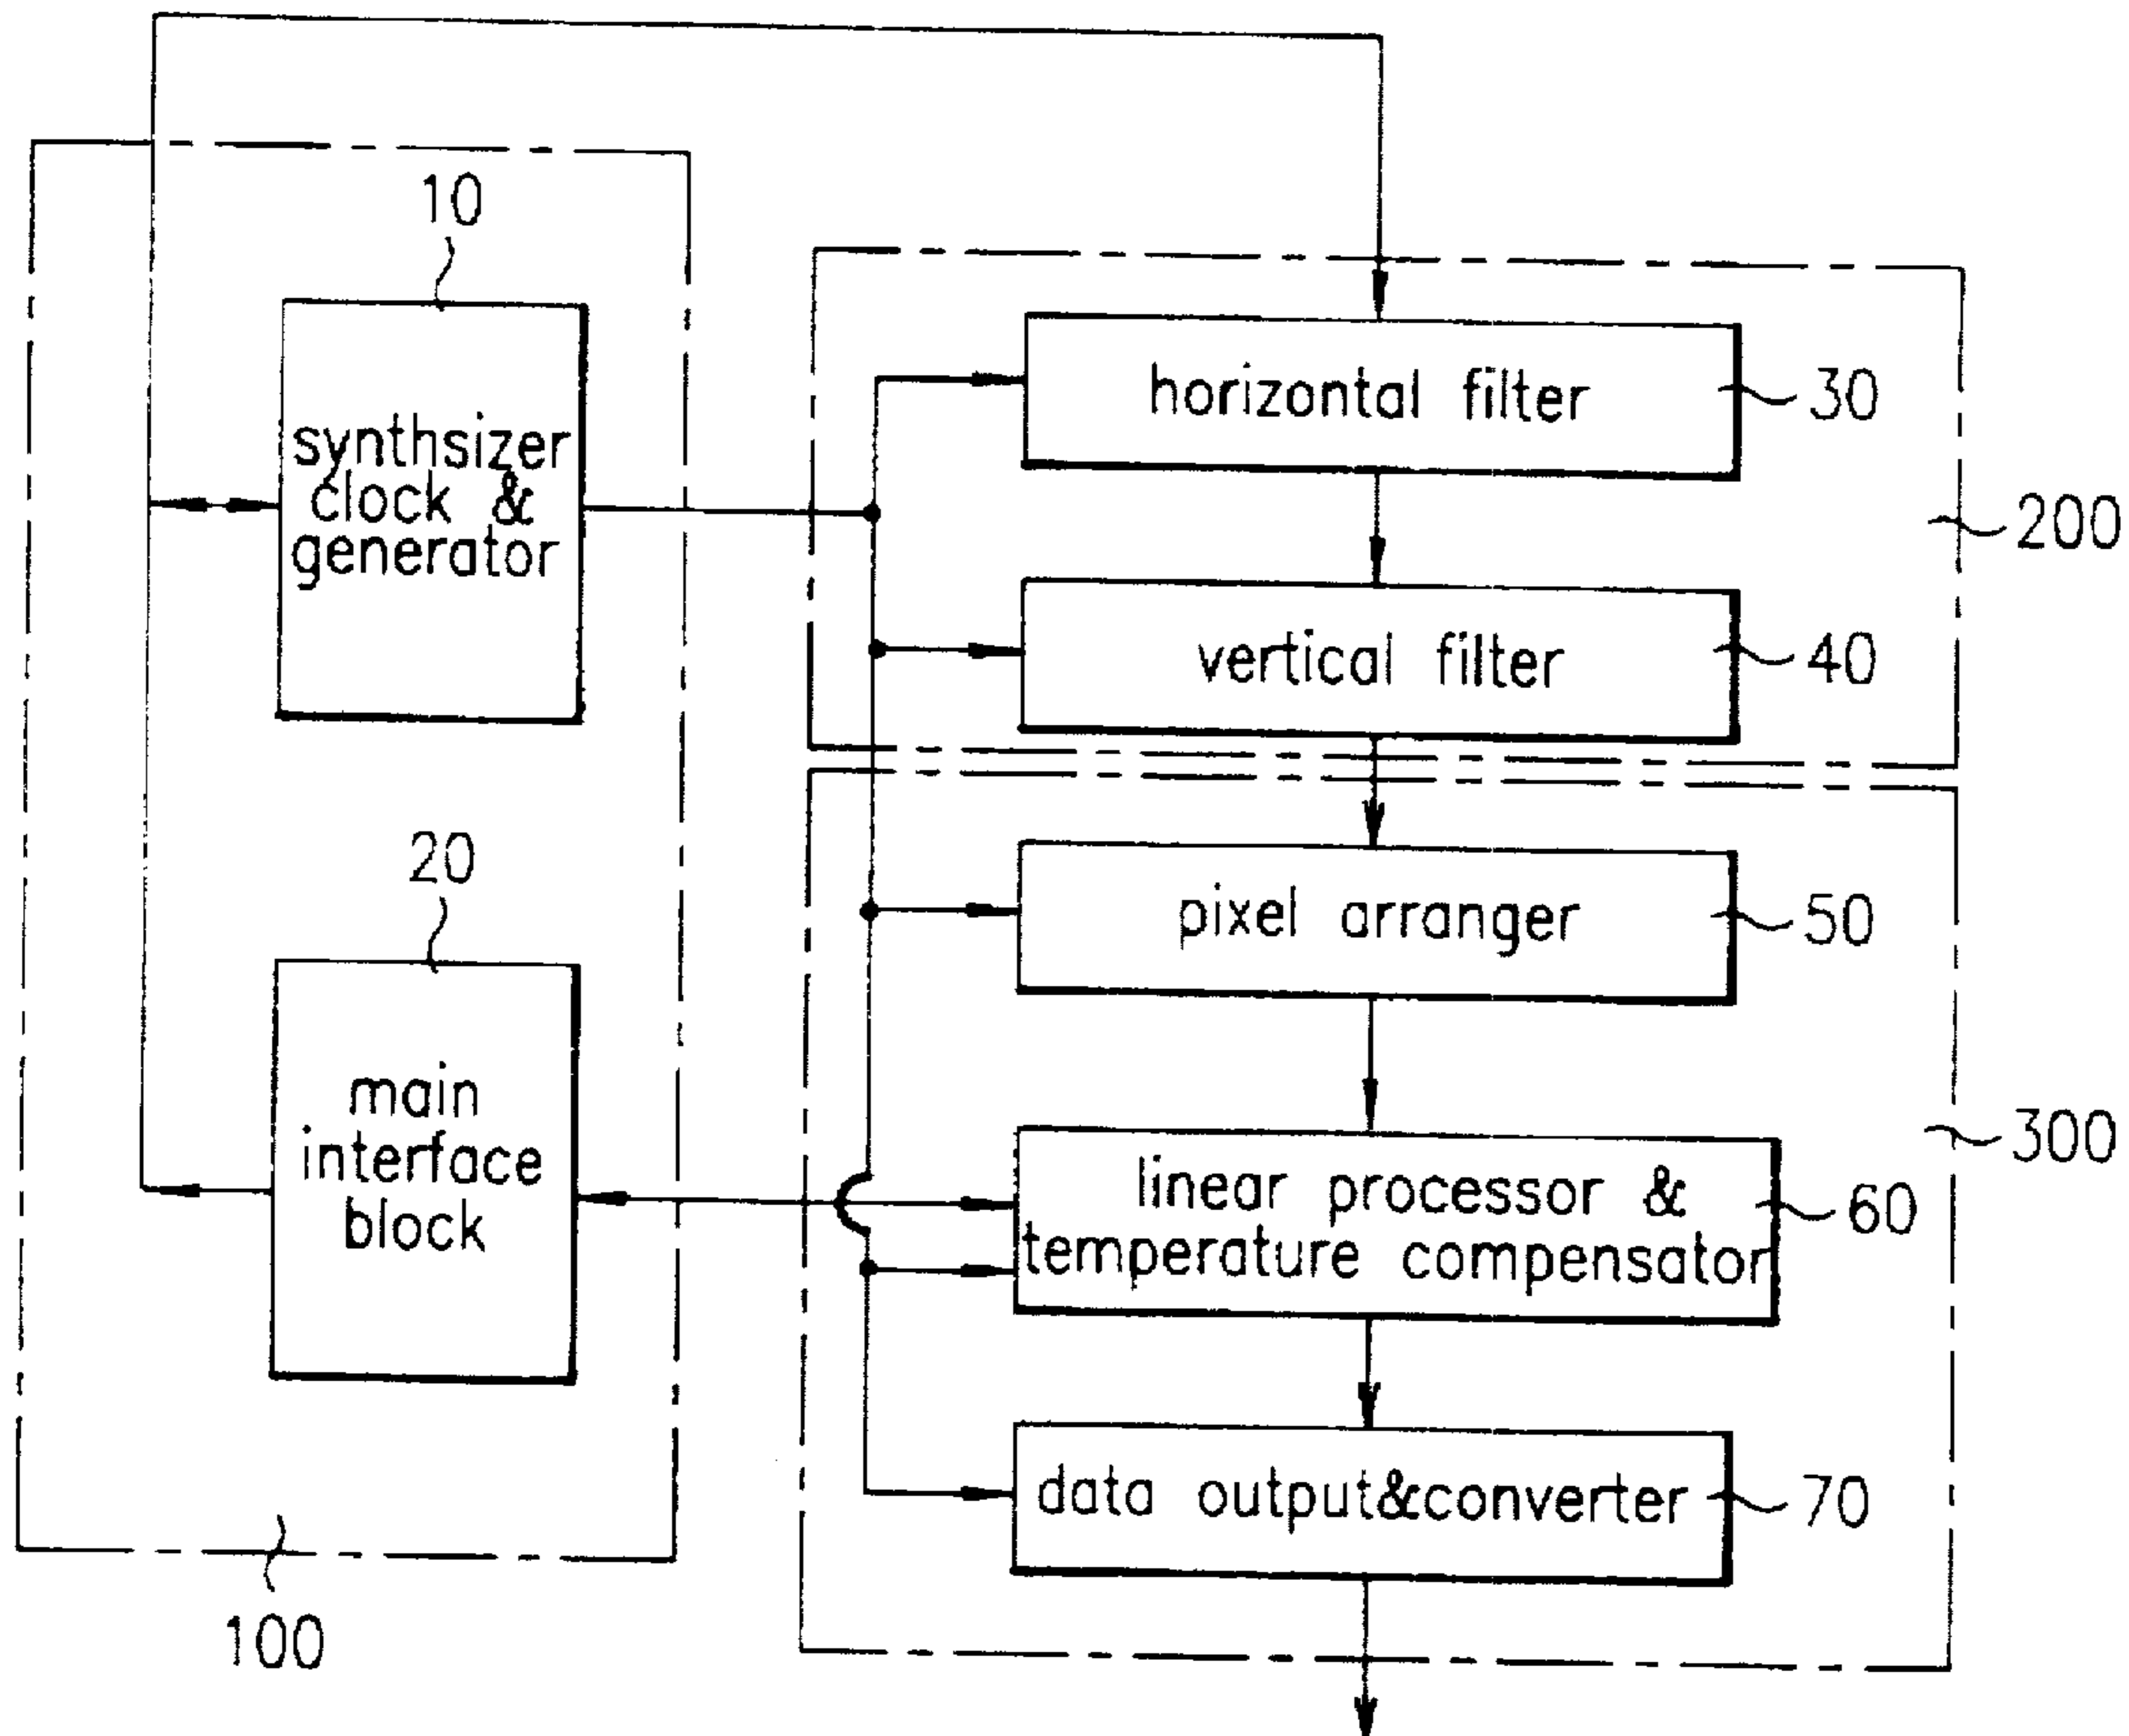 10
synthsizer
clock &
generator
20
main
interface
block
100
horizontal filter
30
200
vertical filter
40
pixel arranger
50
linear processor &
temperature compensator
60
300
data output&converter
70